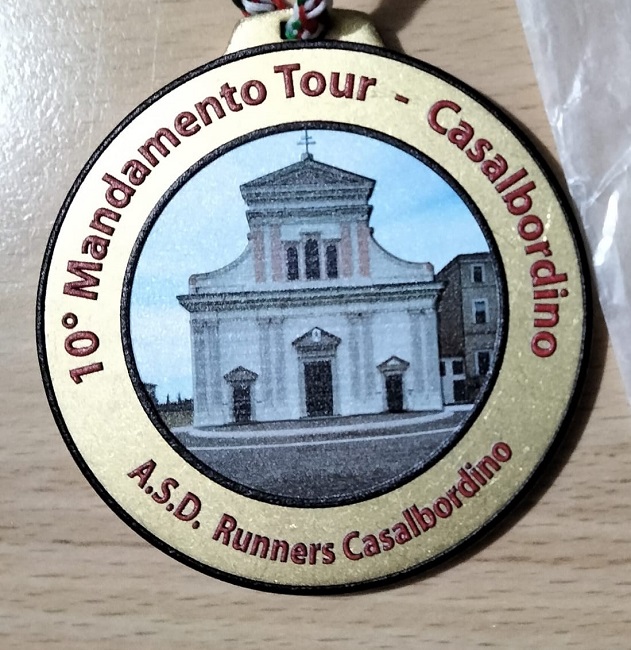 10° Mandamento Tour - Casalbordino
A.S.D. Runners Casalbordino